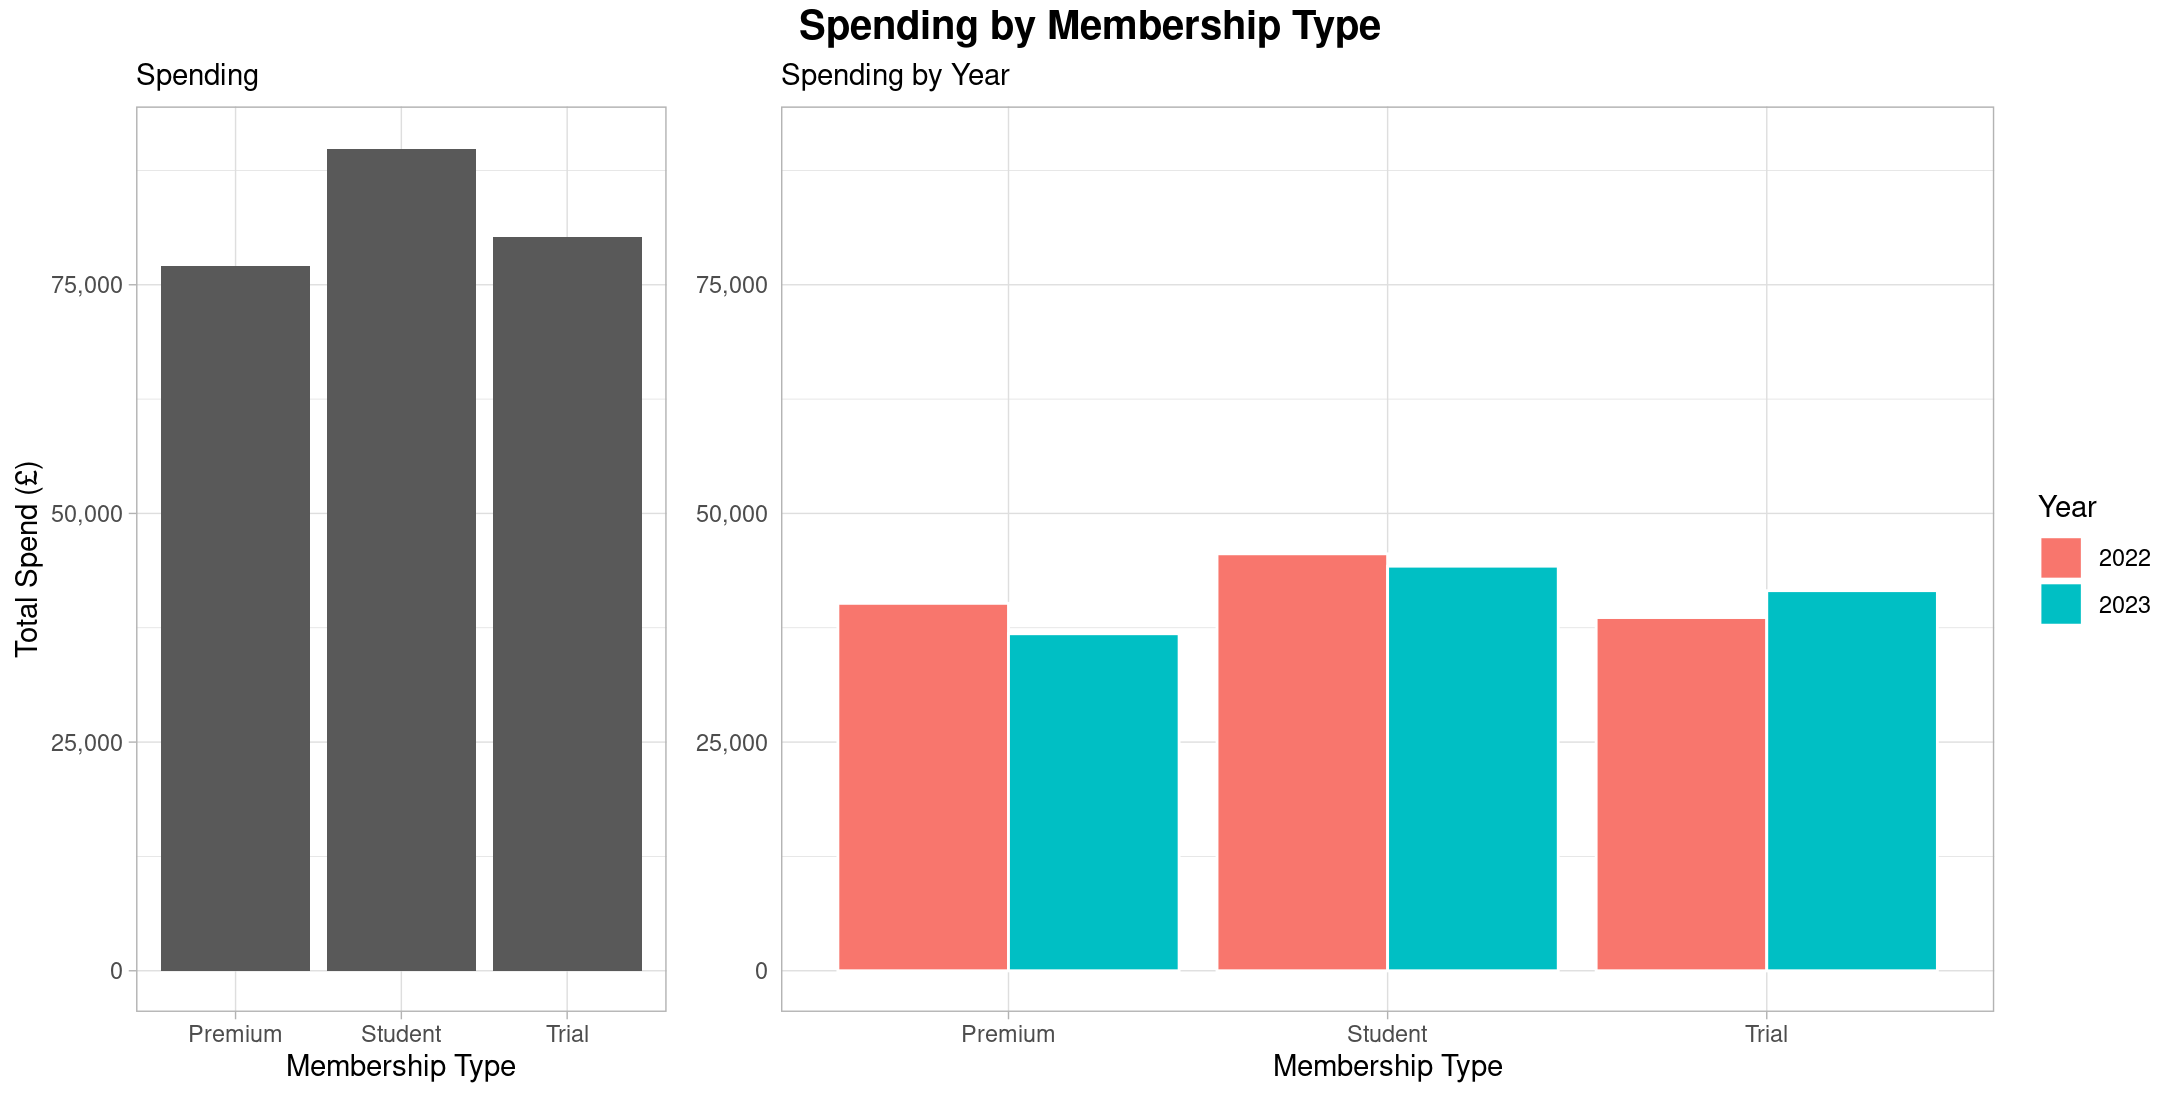 Spending by Membership Type
Spending
Total Spend (£)
75,000
50,000
25,000
0
Premium Student Trial
Membership Type
Spending by Year
75,000
50,000
25,000
0
Premium Student Trial
Membership Type
Year
2022
2023